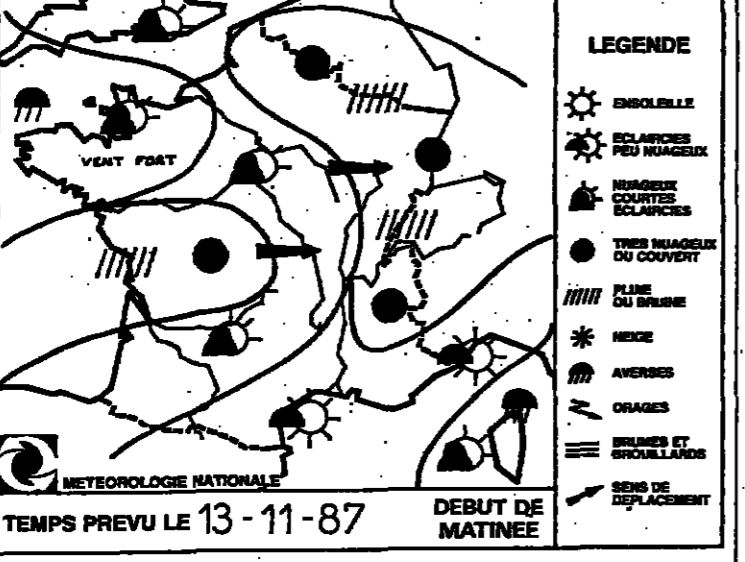 VENT FORT
METEOROLOGIE NATIONALE
TEMPS PREVU LE 13-11-87
DEBUT DE
MATINEE
LEGENDE
ENSOLEILLE
ECLAIRCIES
PEU NUAGEUX
NUAGEUX
COURTES
ECLAIRCIES
TRES NUAGEUX
OU COUVERT
PLUIE
OU BRUINE
NEIGE
AVERSES
ORAGES
BRUMES ET
BROUILLARDS
SENS DE
DEPLACEMENT